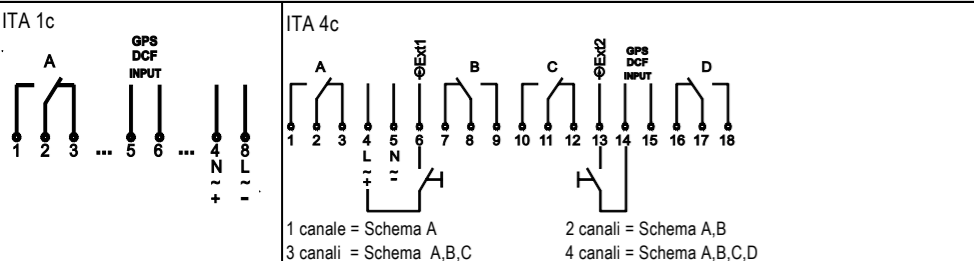 ITA 1c
A
GPS
DCF
INPUT
1 2 3 ... 5 6 ... 4 8
N L
~ ~
+ -
ITA 4c
A ⊖Ext1 B C ⊖Ext2 GPS D
DCF
INPUT
1 2 3 4 5 6 7 8 9 10 11 12 13 14 15 16 17 18
L N
~ ~
+ -
1 canale = Schema A
2 canali = Schema A,B
3 canali = Schema A,B,C
4 canali = Schema A,B,C,D